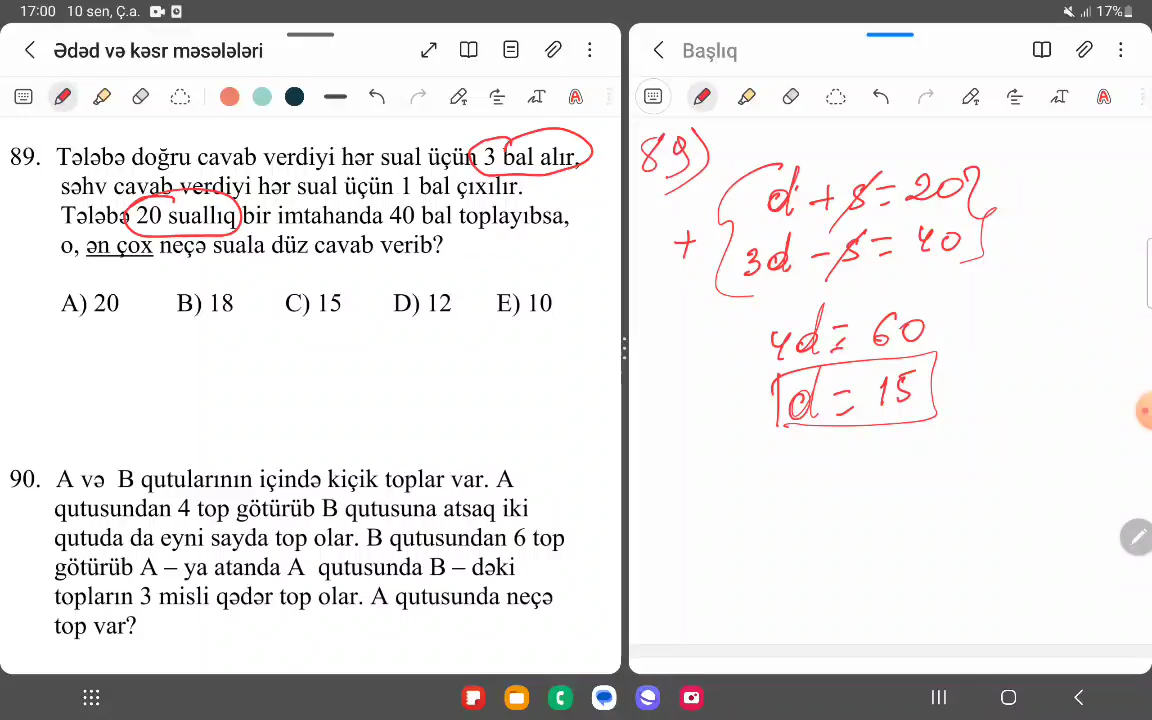 17:00 10 sen, Ç.a. 17%
Ədəd və kəsr məsələləri
Başlıq
89. Tələbə doğru cavab verdiyi hər sual üçün 3 bal alır,
səhv cavab verdiyi hər sual üçün 1 bal çıxılır.
Tələbə 20 suallıq bir imtahanda 40 bal toplayıbsa,
o, ən çox neçə suala düz cavab verib?
A) 20 B) 18 C) 15 D) 12 E) 10
90. A və B qutularının içində kiçik toplar var. A
qutusundan 4 top götürüb B qutusuna atsaq iki
qutuda da eyni sayda top olar. B qutusundan 6 top
götürüb A – ya atanda A qutusunda B – dəki
topların 3 misli qədər top olar. A qutusunda neçə
top var?
89)
d + s = 20
+ 3d - s = 40
4d = 60
d = 15